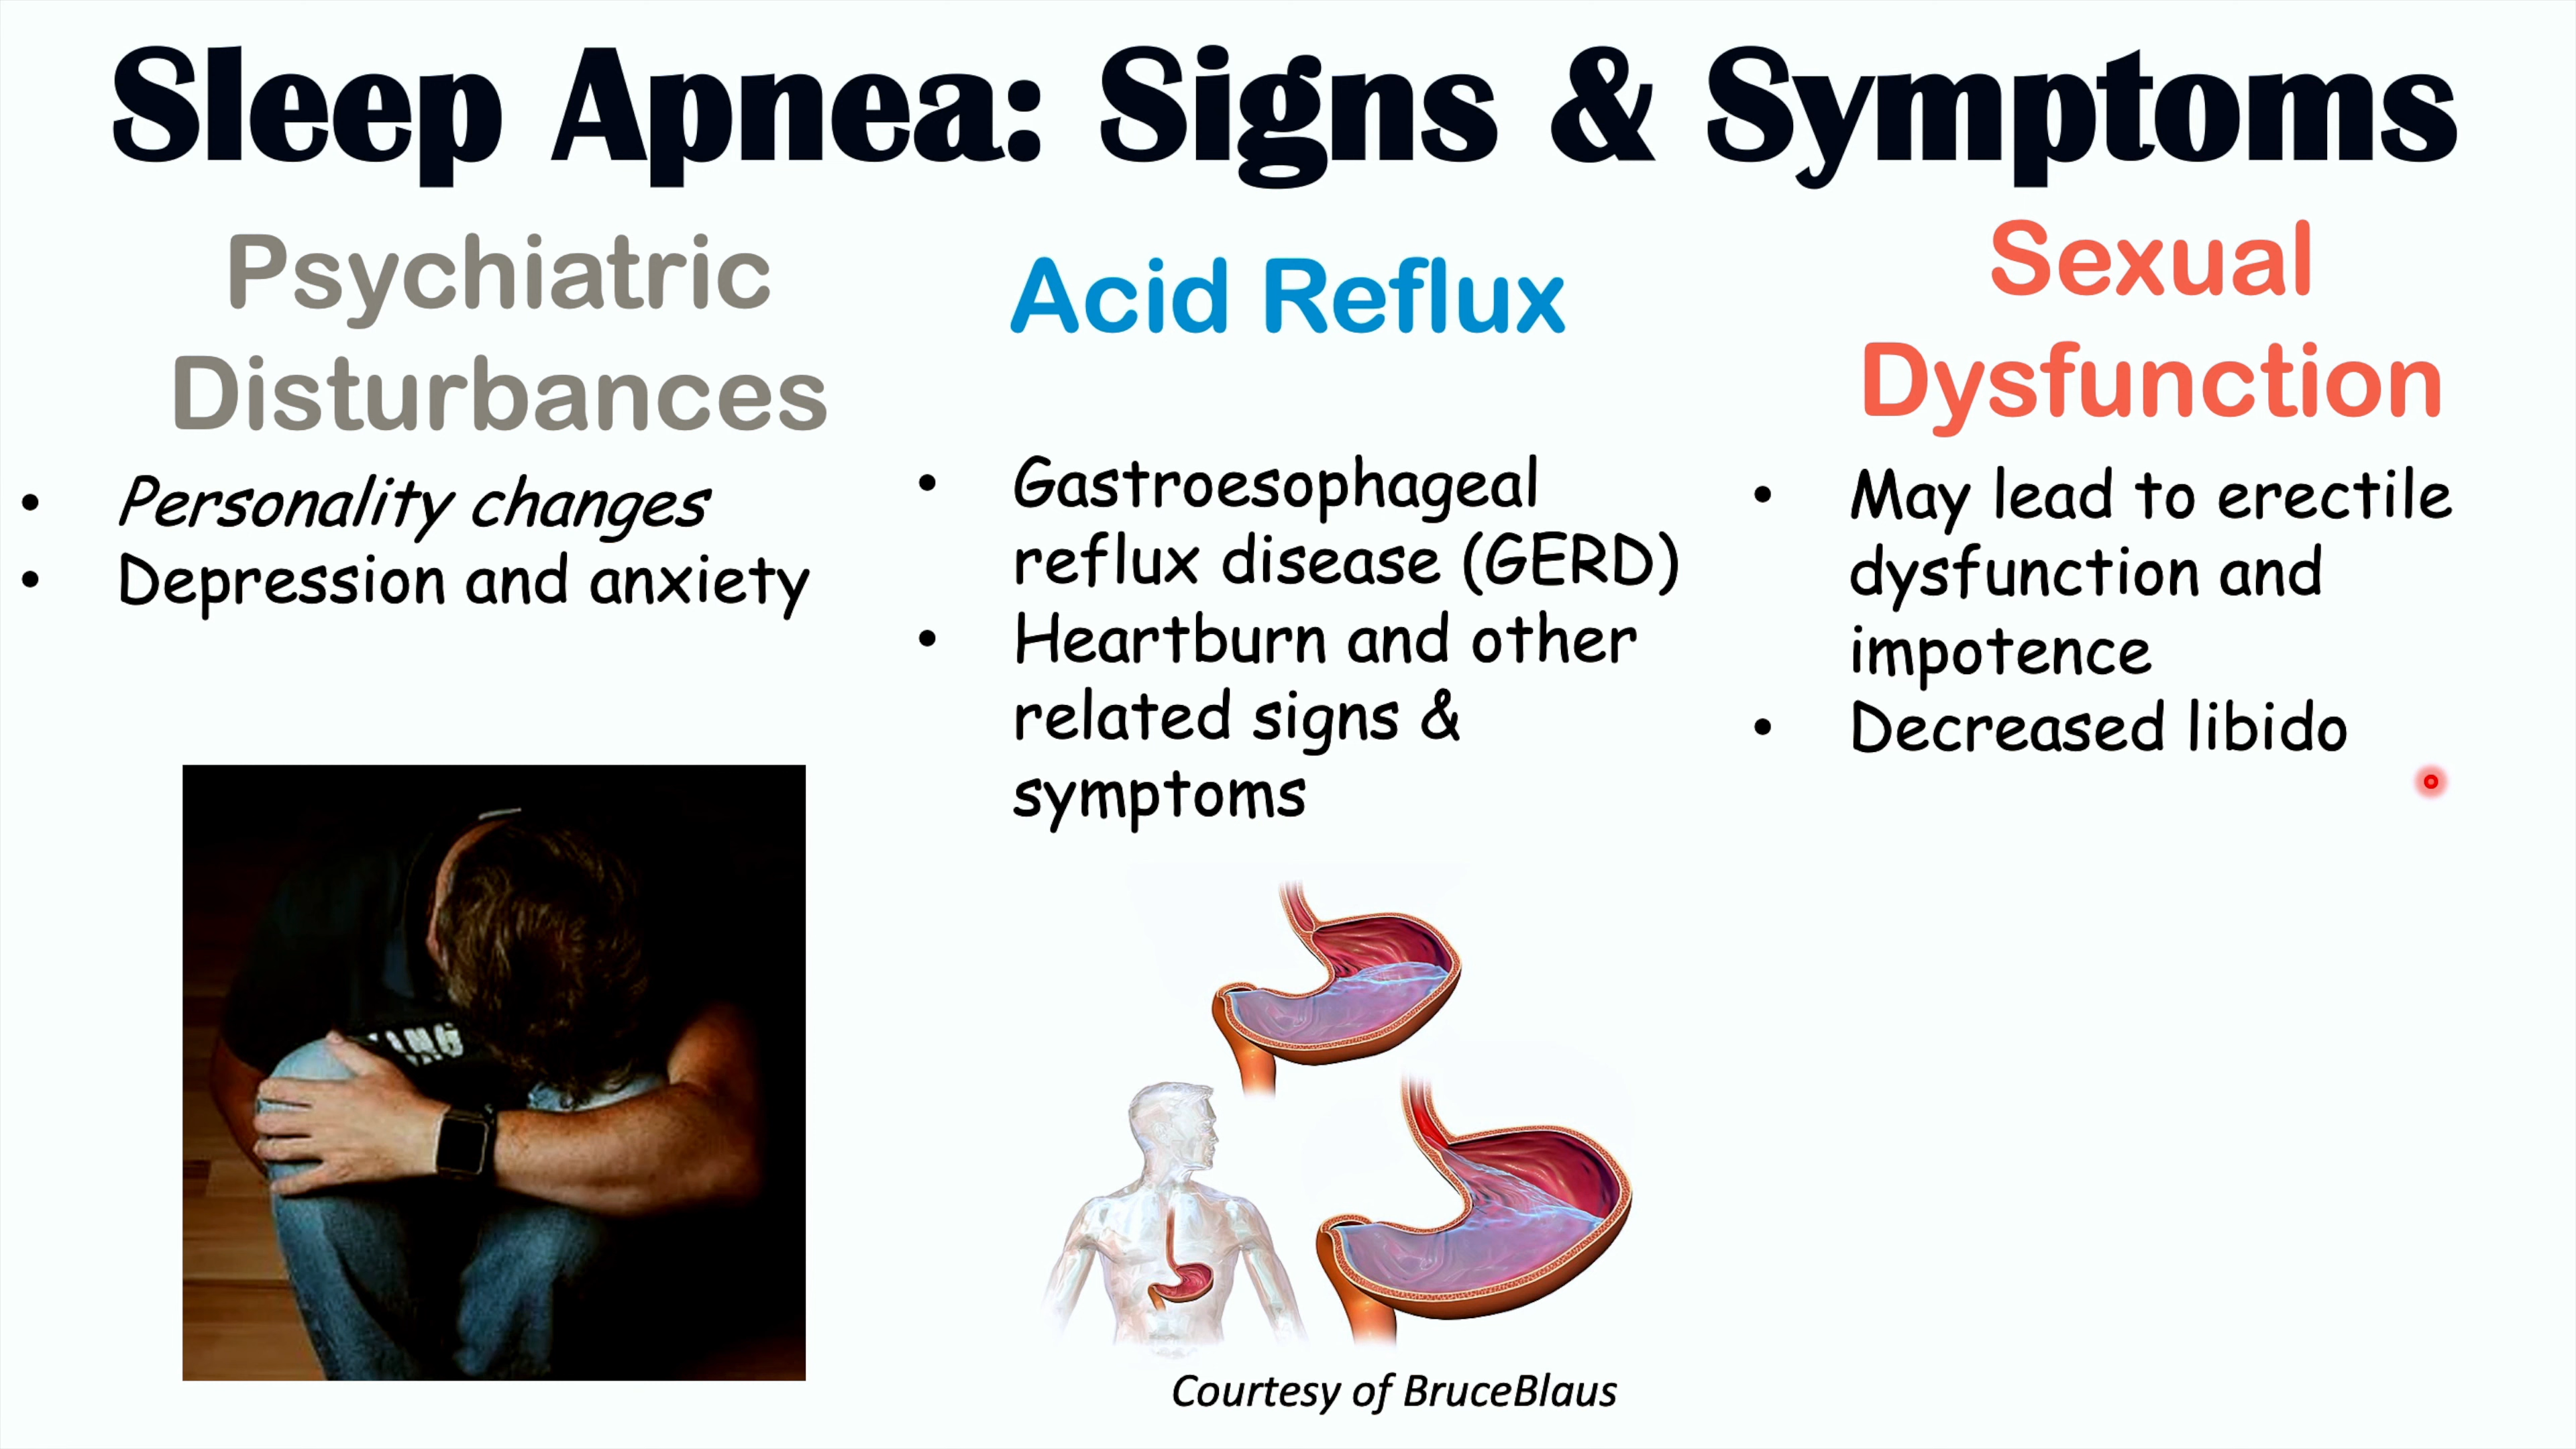 Sleep Apnea: Signs & Symptoms
Psychiatric
Disturbances
• Personality changes
• Depression and anxiety
Acid Reflux
• Gastroesophageal
reflux disease (GERD)
• Heartburn and other
related signs &
symptoms
Courtesy of BruceBlaus
Sexual
Dysfunction
• May lead to erectile
dysfunction and
impotence
• Decreased libido